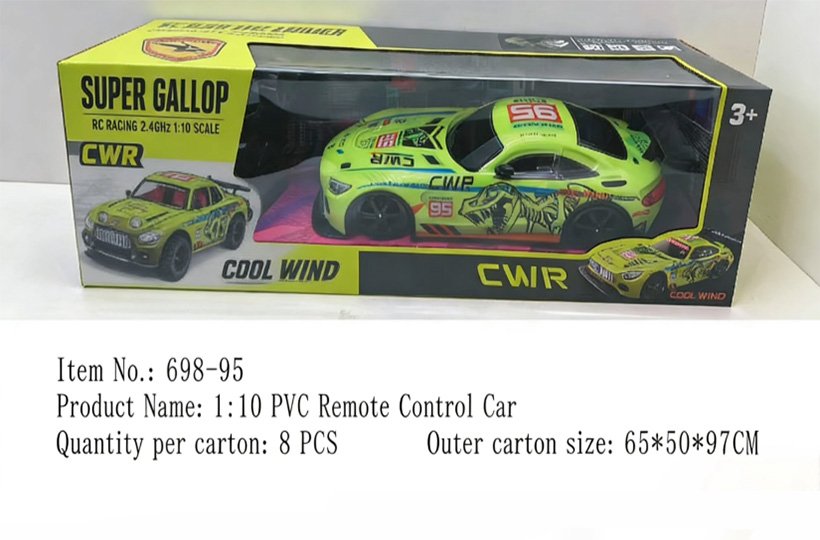 SUPER GALLOP
RC RACING 2.4GHz 1:10 SCALE
CWR
COOL WIND
3+
95
CWR
CWR
95
CWR
COOL WIND
Item No.: 698-95
Product Name: 1:10 PVC Remote Control Car
Quantity per carton: 8 PCS
Outer carton size: 65*50*97CM